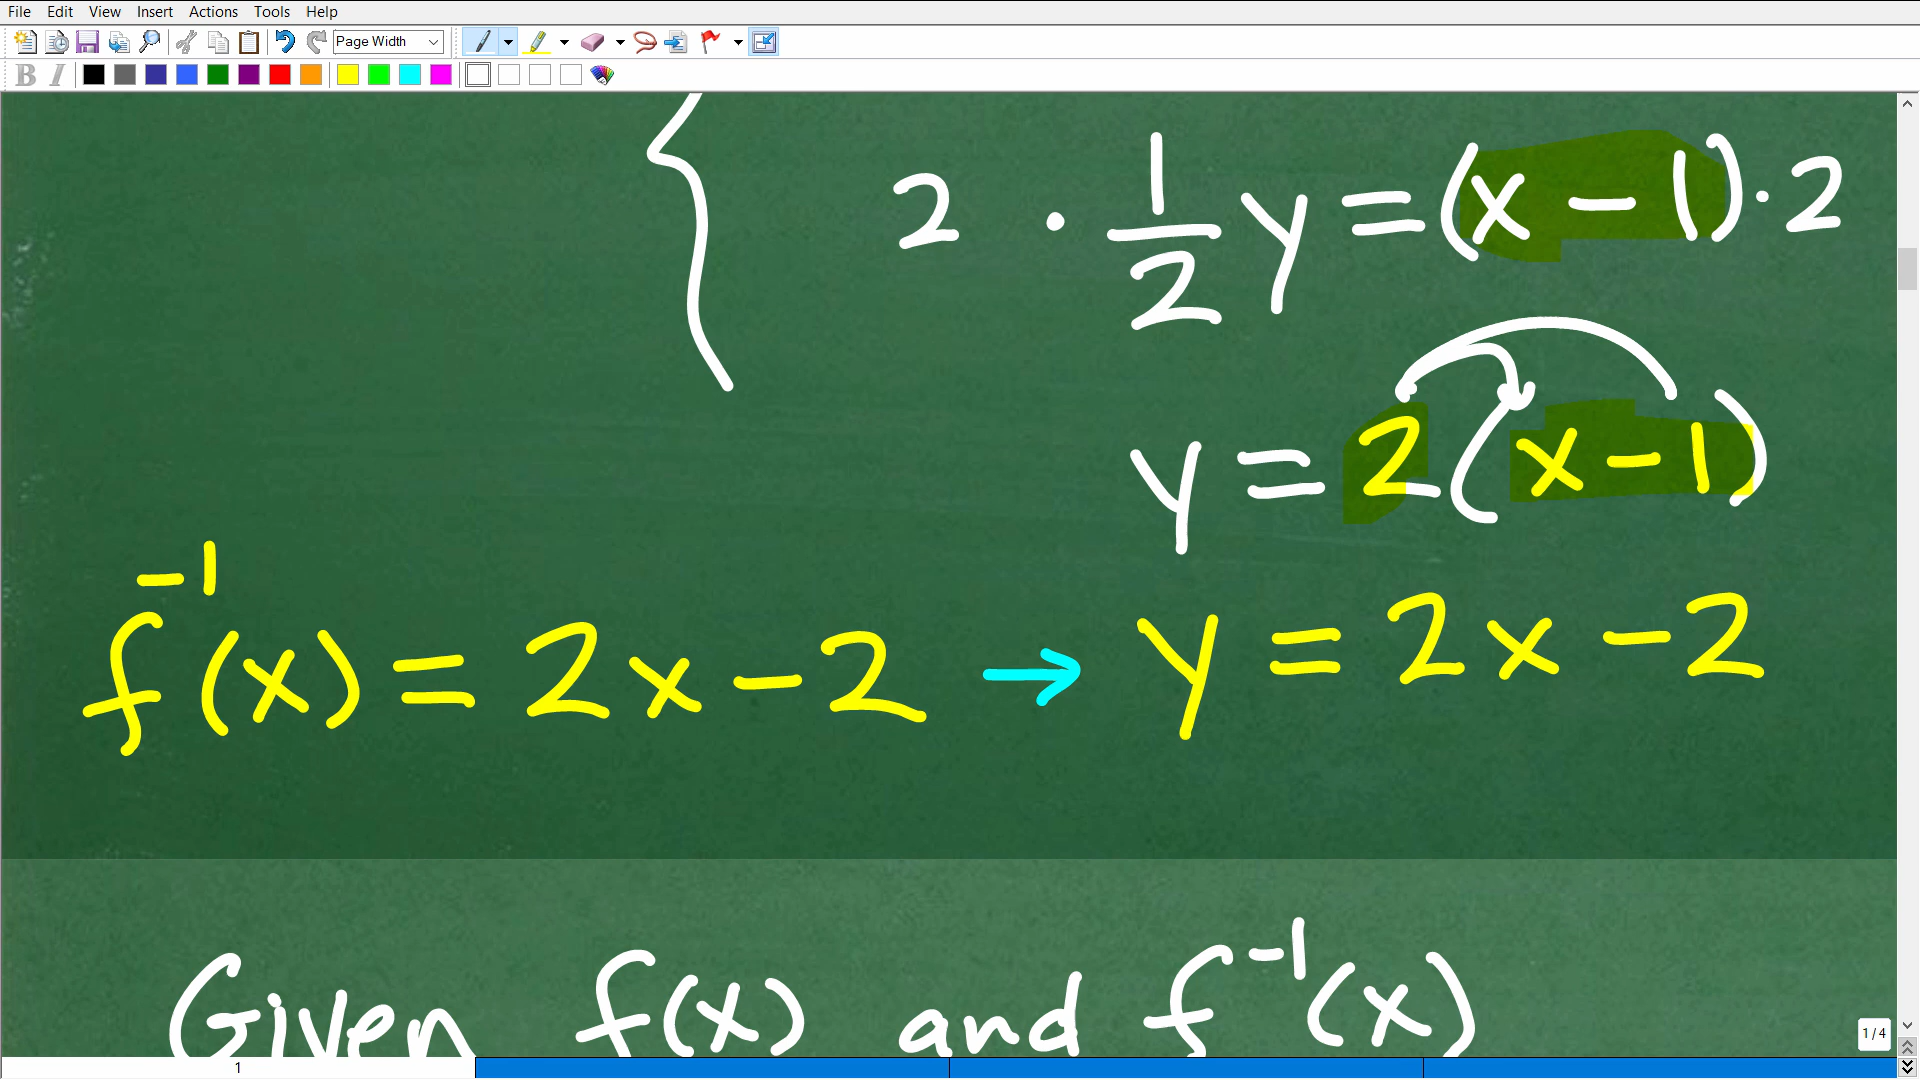 File Edit View Insert Actions Tools Help
Page Width
B I
2 · 1/2 y = (x − 1) · 2
y = 2(x − 1)
f⁻¹(x) = 2x − 2 → y = 2x − 2
Given f(x) and f⁻¹(x)
1 / 4
1